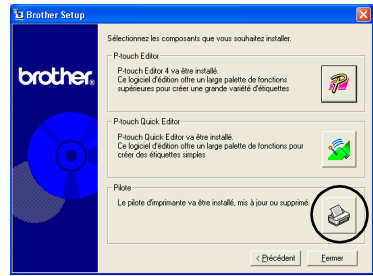 Brother Setup
Sélectionnez les composants que vous souhaitez installer.
P-touch Editor
brother.
P-touch Editor 4 va être installé.
Ce logiciel d'édition offre un large palette de fonctions
supérieures pour créer une grande variété d'étiquettes
P-touch Quick Editor
P-touch Quick Editor va être installé.
Ce logiciel d'édition offre un large palette de fonctions pour
créer des étiquettes simples
Pilote
Le pilote d'imprimante va être installé, mis à jour ou supprimé.
< Précédent
Fermer